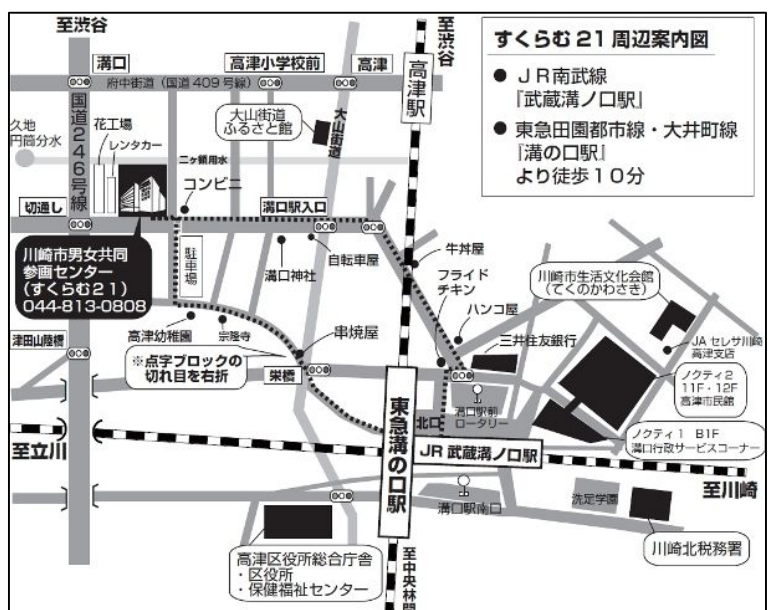 至渋谷
至渋谷
すくらむ21周辺案内図
● JR南武線
『武蔵溝ノ口駅』
● 東急田園都市線・大井町線
『溝の口駅』
より徒歩10分
溝口
高津小学校前
高津
府中街道(国道409号線)
高津駅
国道246号線
久地
円筒分水
花工場
レンタカー
大山街道
ふるさと館
大山街道
二ヶ領用水
コンビニ
切通し
溝口駅入口
川崎市男女共同
参画センター
(すくらむ21)
044-813-0808
駐車場
溝口神社
自転車屋
牛丼屋
フライド
チキン
ハンコ屋
川崎市生活文化会館
(てくのかわさき)
三井住友銀行
JAセレサ川崎
高津支店
津田山陸橋
高津幼稚園
宗隆寺
串焼屋
※点字ブロックの
切れ目を右折
栄橋
ノクティ2
11F・12F
高津市民館
溝口駅前
ロータリー
北口
ノクティ1 B1F
溝口行政サービスコーナー
至立川
東急溝の口駅
JR 武蔵溝ノ口駅
至川崎
溝口駅南口
洗足学園
川崎北税務署
高津区役所総合庁舎
・区役所
・保健福祉センター
至中央林間